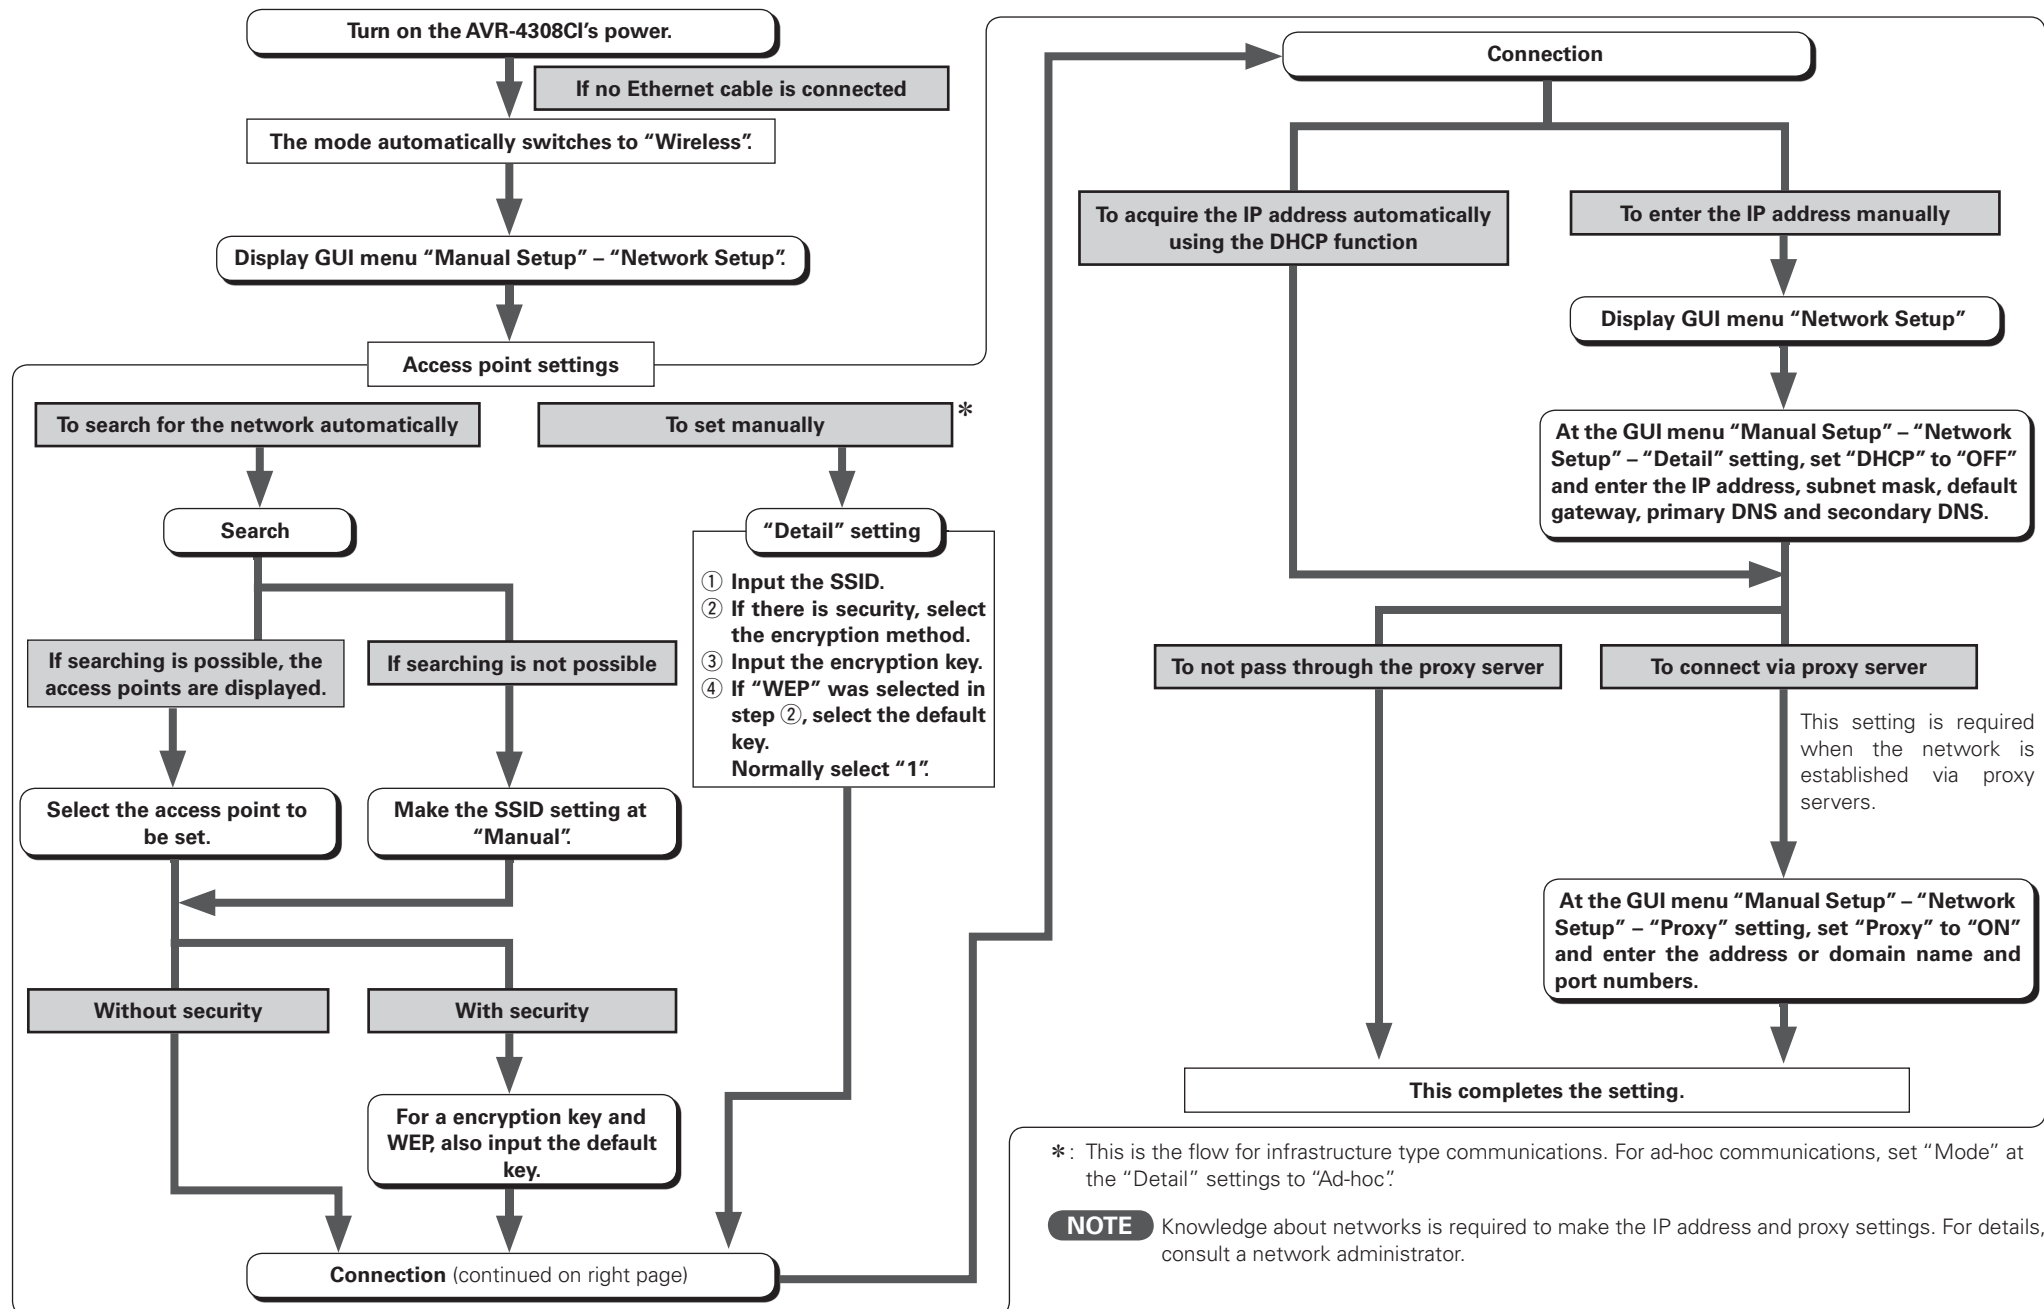 Turn on the AVR-4308CI's power.
If no Ethernet cable is connected
The mode automatically switches to “Wireless”.
Display GUI menu “Manual Setup” – “Network Setup”.
Access point settings
To search for the network automatically
To set manually
*
Search
“Detail” setting
① Input the SSID.
② If there is security, select
the encryption method.
③ Input the encryption key.
④ If “WEP” was selected in
step ②, select the default
key.
Normally select “1”.
If searching is possible, the
access points are displayed.
If searching is not possible
Select the access point to
be set.
Make the SSID setting at
“Manual”.
Without security
With security
For a encryption key and
WEP, also input the default
key.
Connection (continued on right page)
Connection
To acquire the IP address automatically
using the DHCP function
To enter the IP address manually
Display GUI menu “Network Setup”
At the GUI menu “Manual Setup” – “Network
Setup” – “Detail” setting, set “DHCP” to “OFF”
and enter the IP address, subnet mask, default
gateway, primary DNS and secondary DNS.
To not pass through the proxy server
To connect via proxy server
This setting is required
when the network is
established via proxy
servers.
At the GUI menu “Manual Setup” – “Network
Setup” – “Proxy” setting, set “Proxy” to “ON”
and enter the address or domain name and
port numbers.
This completes the setting.
*: This is the flow for infrastructure type communications. For ad-hoc communications, set “Mode” at
the “Detail” settings to “Ad-hoc”.
NOTE Knowledge about networks is required to make the IP address and proxy settings. For details,
consult a network administrator.